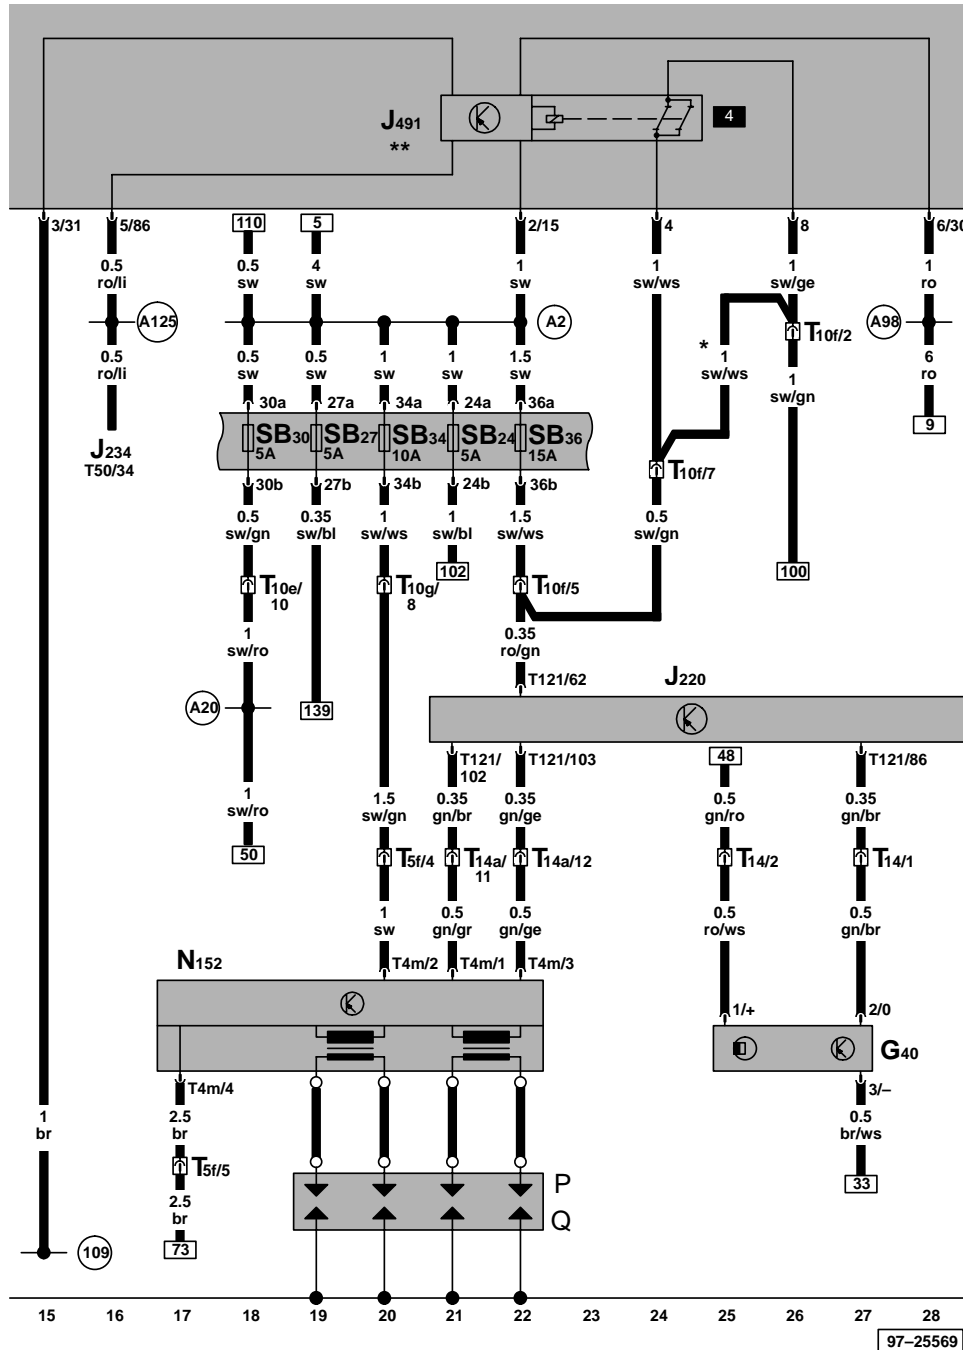 J491
**
4
3/31 5/86 110 5 2/15 4 8 6/30
0.5 0.5 4 1 1 1 1
ro/li sw sw sw sw/ws sw/ge ro
A125 A2 A98
T10f/2
*
0.5 0.5 0.5 1 1 1.5 1 1 6
ro/li sw sw sw sw sw sw/ws sw/gn ro
30a 27a 34a 24a 36a
9
J234
T50/34
SB30 SB27 SB34 SB24 SB36
5A 5A 10A 5A 15A
T10f/7
30b 27b 34b 24b 36b
0.5 0.35 1 1 1.5 0.5
sw/gn sw/bl sw/ws sw/bl sw/ws sw/gn
102 100
T10e/10 T10g/8 T10f/5
1 0.35
sw/ro ro/gn
T121/62 J220
A20 139
T121/102 T121/103 48 T121/86
1 1.5 0.35 0.35 0.5 0.35
sw/ro sw/gn gn/br gn/ge gn/ro gn/br
50
T5f/4 T14a/11 T14a/12 T14/2 T14/1
1 0.5 0.5 0.5 0.5
sw gn/gr gn/ge ro/ws gn/br
N152 T4m/2 T4m/1 T4m/3
1/+ 2/0
G40
T4m/4 3/–
1 2.5 0.5
br br br/ws
T5f/5
33
P
Q
2.5
br
109 73
15 16 17 18 19 20 21 22 23 24 25 26 27 28
97–25569